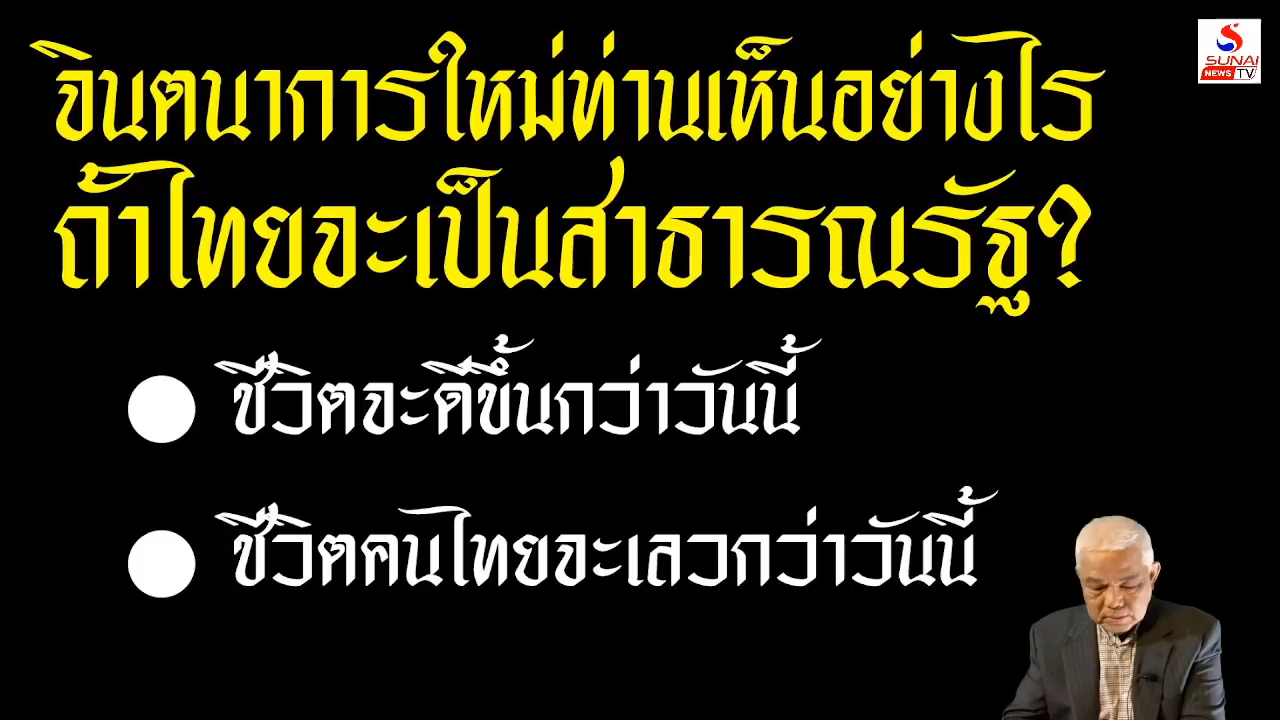 จินตนาการใหม่ท่านเห็นอย่างไร
ถ้าไทยจะเป็นสาธารณรัฐ?
ชีวิตจะดีขึ้นกว่าวันนี้
ชีวิตคนไทยจะเลวกว่าวันนี้
SUNAI
NEWS TV